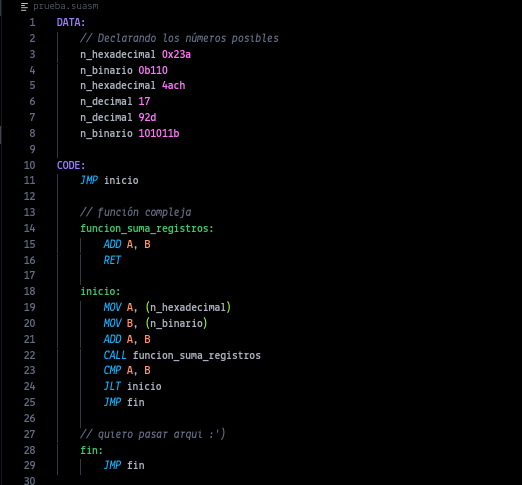 prueba.suasm
1 DATA:
2 // Declarando los números posibles
3 n_hexadecimal 0x23a
4 n_binario 0b110
5 n_hexadecimal 4ach
6 n_decimal 17
7 n_decimal 92d
8 n_binario 101011b
9
10 CODE:
11 JMP inicio
12
13 // función compleja
14 funcion_suma_registros:
15 ADD A, B
16 RET
17
18 inicio:
19 MOV A, (n_hexadecimal)
20 MOV B, (n_binario)
21 ADD A, B
22 CALL funcion_suma_registros
23 CMP A, B
24 JLT inicio
25 JMP fin
26
27 // quiero pasar arqui :')
28 fin:
29 JMP fin
30